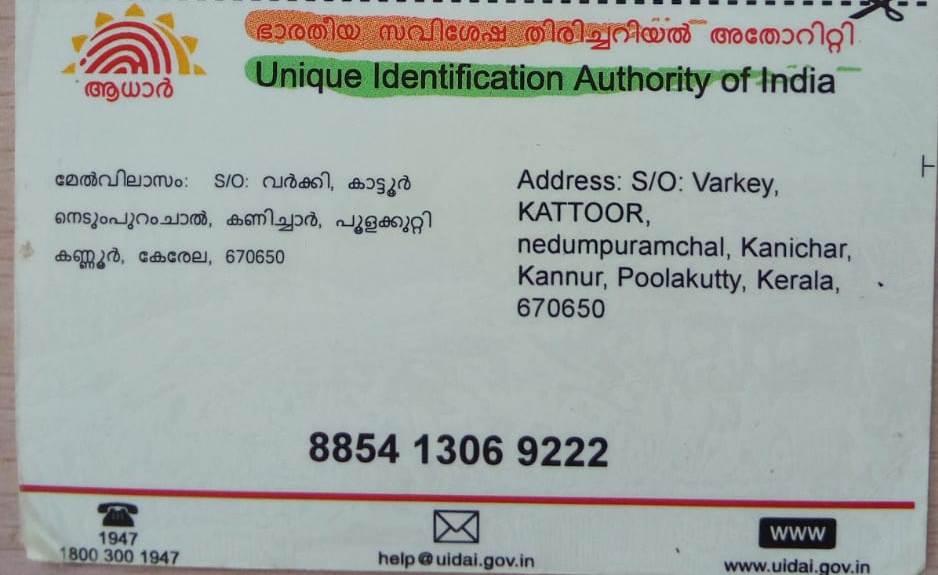 ഭാരതീയ സവിശേഷ തിരിച്ചറിയൽ അതോറിറ്റി
Unique Identification Authority of India
ആധാർ
മേൽവിലാസം: S/O: വർക്കി, കാട്ടൂർ
നെടുംപുറംചാൽ, കണിച്ചാർ, പൂളക്കുറ്റി
കണ്ണൂർ, കേരേല, 670650
Address: S/O: Varkey,
KATTOOR,
nedumpuramchal, Kanichar,
Kannur, Poolakutty, Kerala,
670650
8854 1306 9222
1947
1800 300 1947
help@uidai.gov.in
WWW
www.uidai.gov.in